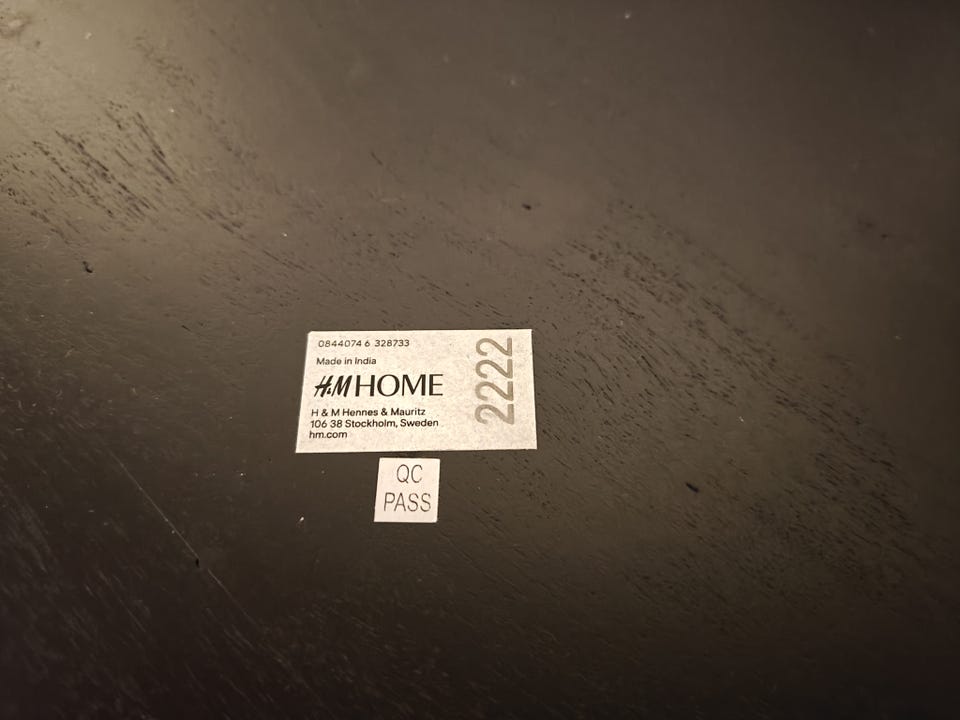 0844074 6 328733
Made in India
H&M HOME
H & M Hennes & Mauritz
106 38 Stockholm, Sweden
hm.com
2222
QC
PASS